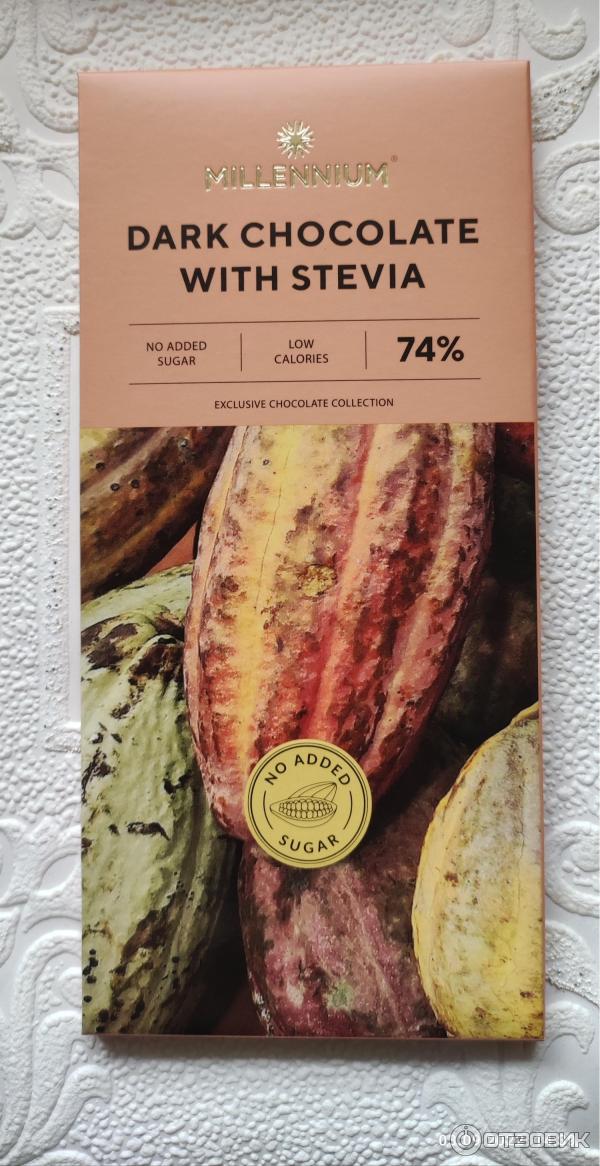 MILLENNIUM®
DARK CHOCOLATE
WITH STEVIA
NO ADDED
SUGAR
LOW
CALORIES
74%
EXCLUSIVE CHOCOLATE COLLECTION
NO ADDED
SUGAR
ОТЗОВИК